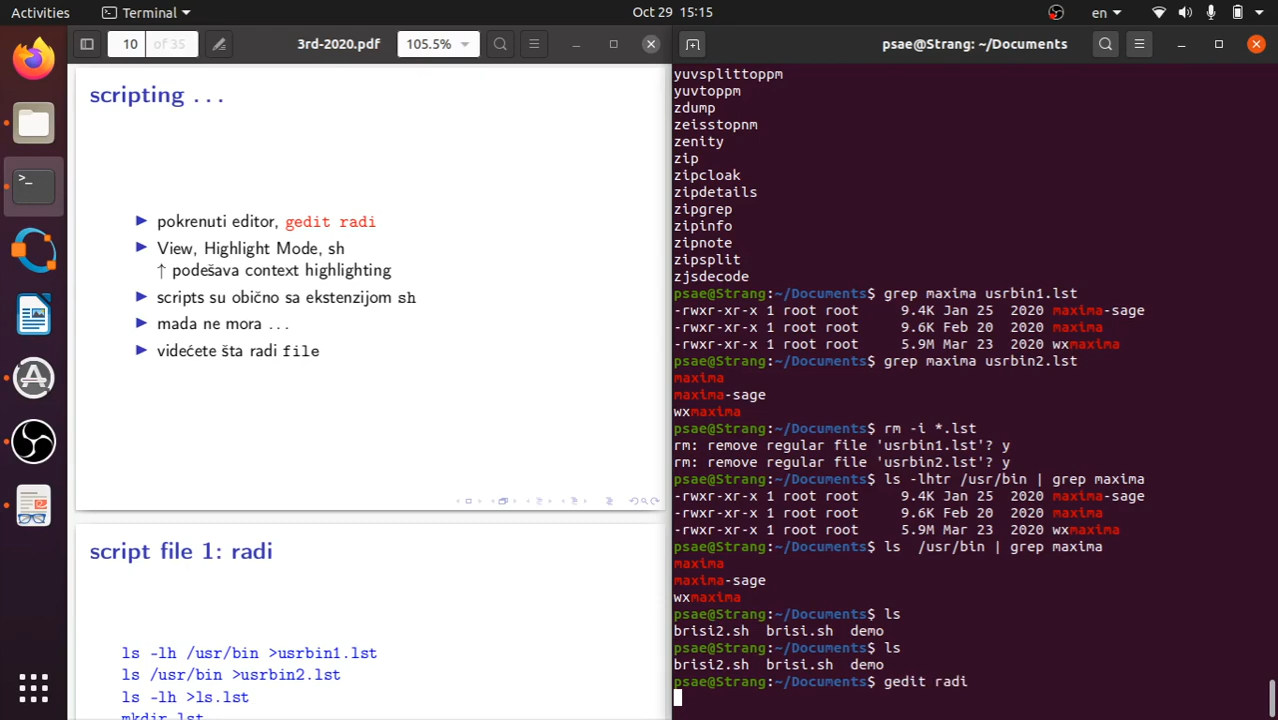 Activities
Terminal
Oct 29 15:15
en
10 of 35
3rd-2020.pdf
105.5%
scripting . . .
pokrenuti editor, gedit radi
View, Highlight Mode, sh
↑ podešava context highlighting
scripts su obično sa ekstenzijom sh
mada ne mora . . .
videćete šta radi file
script file 1: radi
ls -lh /usr/bin >usrbin1.lst
ls /usr/bin >usrbin2.lst
ls -lh >ls.lst
mkdir lst
psae@Strang: ~/Documents
yuvsplittoppm
yuvtoppm
zdump
zeisstopnm
zenity
zip
zipcloak
zipdetails
zipgrep
zipinfo
zipnote
zipsplit
zjsdecode
psae@Strang:~/Documents$ grep maxima usrbin1.lst
-rwxr-xr-x 1 root root     9.4K Jan 25  2020 maxima-sage
-rwxr-xr-x 1 root root     9.6K Feb 20  2020 maxima
-rwxr-xr-x 1 root root     5.9M Mar 23  2020 wxmaxima
psae@Strang:~/Documents$ grep maxima usrbin2.lst
maxima
maxima-sage
wxmaxima
psae@Strang:~/Documents$ rm -i *.lst
rm: remove regular file 'usrbin1.lst'? y
rm: remove regular file 'usrbin2.lst'? y
psae@Strang:~/Documents$ ls -lhtr /usr/bin | grep maxima
-rwxr-xr-x 1 root root     9.4K Jan 25  2020 maxima-sage
-rwxr-xr-x 1 root root     9.6K Feb 20  2020 maxima
-rwxr-xr-x 1 root root     5.9M Mar 23  2020 wxmaxima
psae@Strang:~/Documents$ ls  /usr/bin | grep maxima
maxima
maxima-sage
wxmaxima
psae@Strang:~/Documents$ ls
brisi2.sh  brisi.sh  demo
psae@Strang:~/Documents$ ls
brisi2.sh  brisi.sh  demo
psae@Strang:~/Documents$ gedit radi